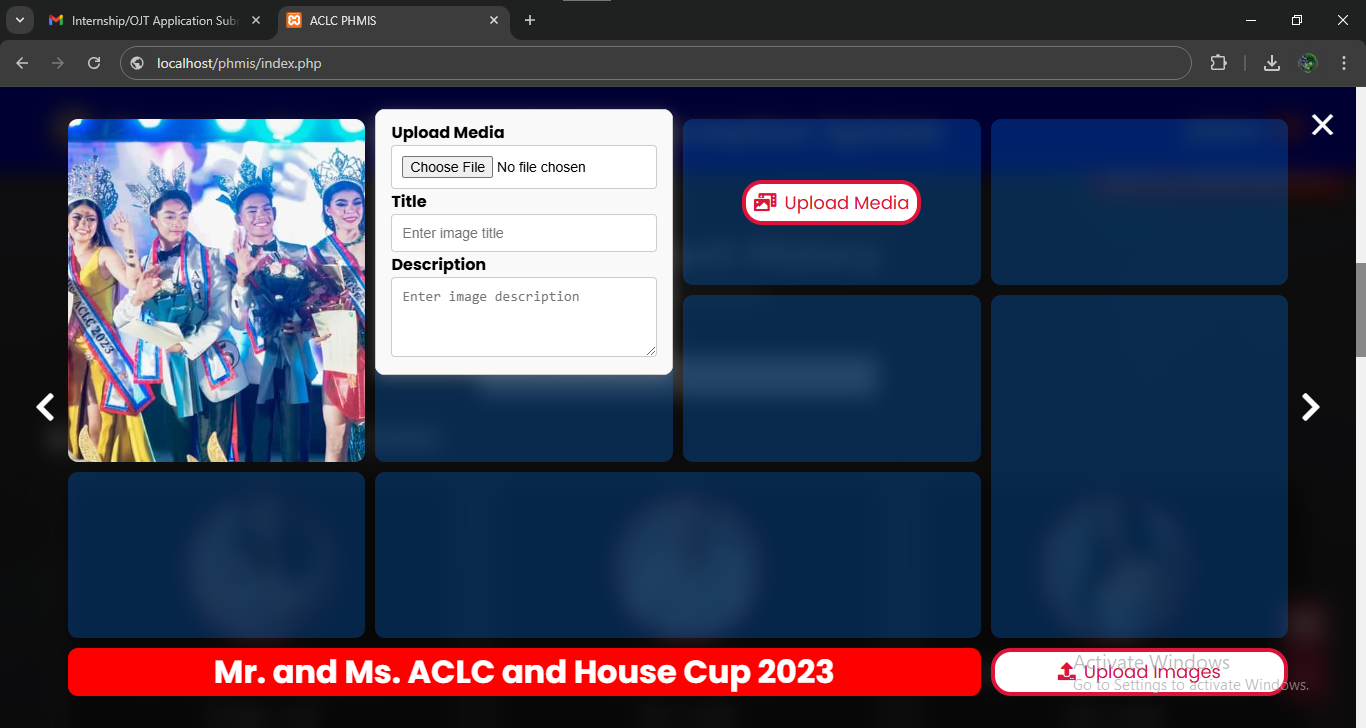 Internship/OJT Application Sub
ACLC PHMIS
localhost/phmis/index.php
Upload Media
Choose File No file chosen
Title
Enter image title
Description
Enter image description
Upload Media
ACLC 2023
Mr. and Ms. ACLC and House Cup 2023
Upload Images
Activate Windows
Go to Settings to activate Windows.